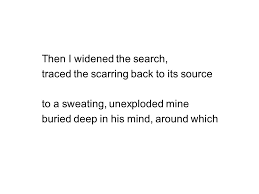 Then I widened the search,
traced the scarring back to its source
to a sweating, unexploded mine
buried deep in his mind, around which